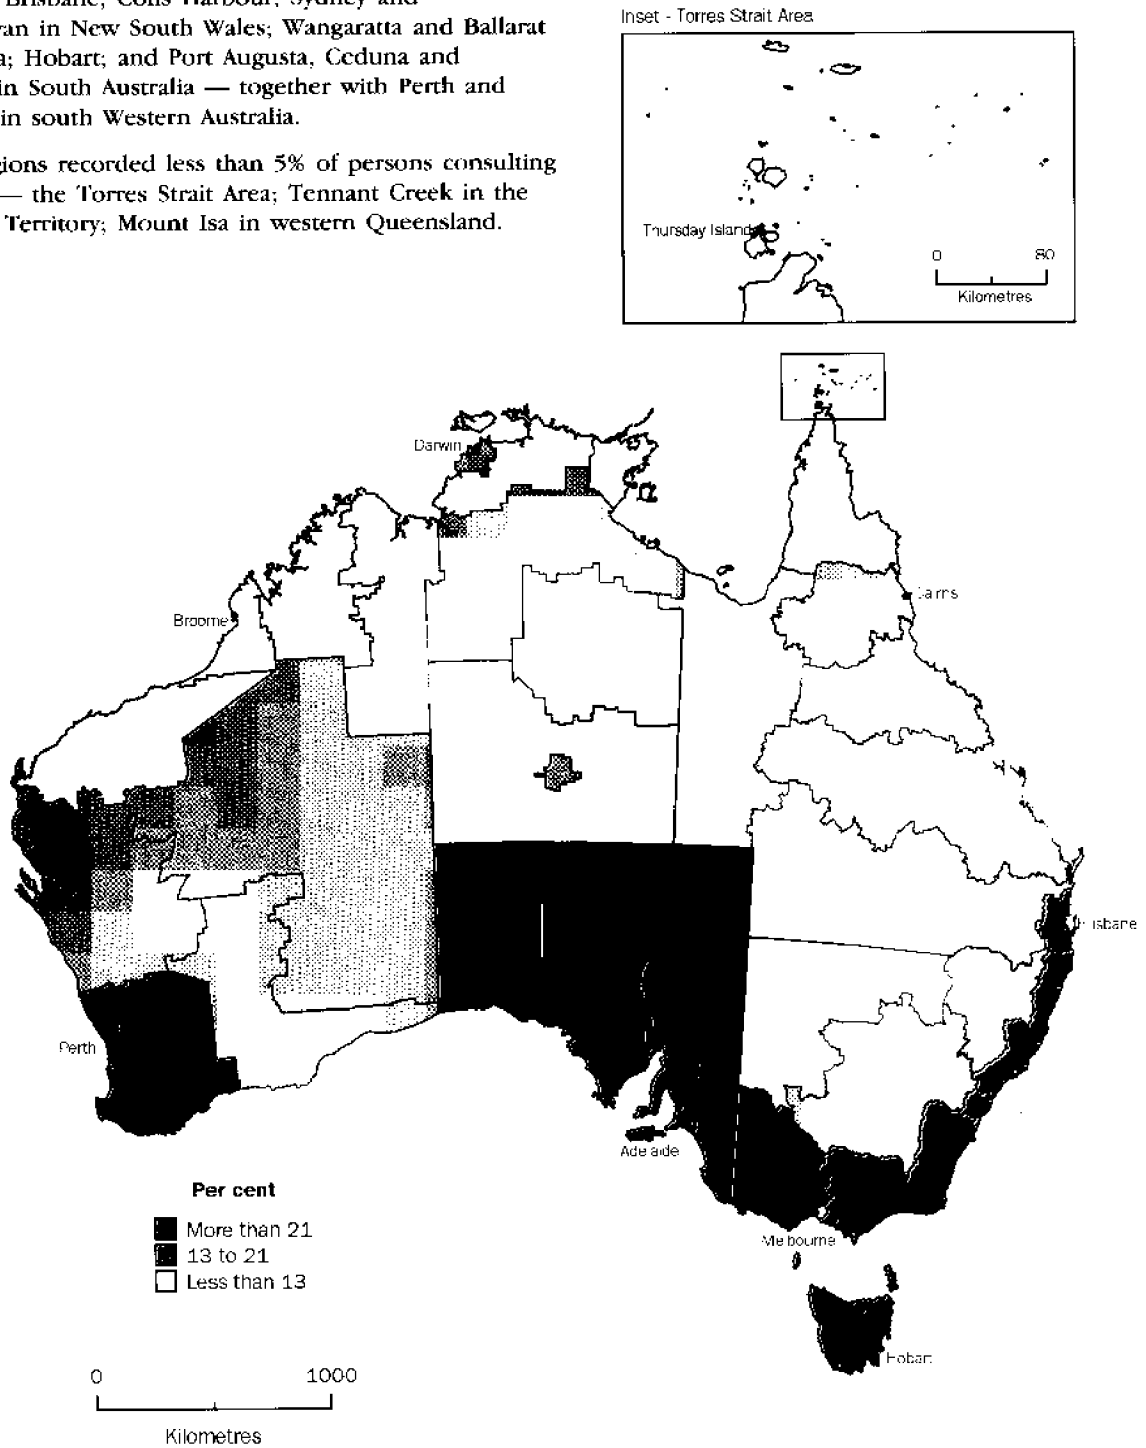 Brisbane; Coffs Harbour; Sydney and
an in New South Wales; Wangaratta and Ballarat
a; Hobart; and Port Augusta, Ceduna and
in South Australia — together with Perth and
in south Western Australia.
ions recorded less than 5% of persons consulting
— the Torres Strait Area; Tennant Creek in the
Territory; Mount Isa in western Queensland.
Inset - Torres Strait Area
Thursday Island
0 80
Kilometres
Darwin
Broome
Cairns
isbane
Perth
Adelaide
Melbourne
Hobart
Per cent
More than 21
13 to 21
Less than 13
0 1000
Kilometres